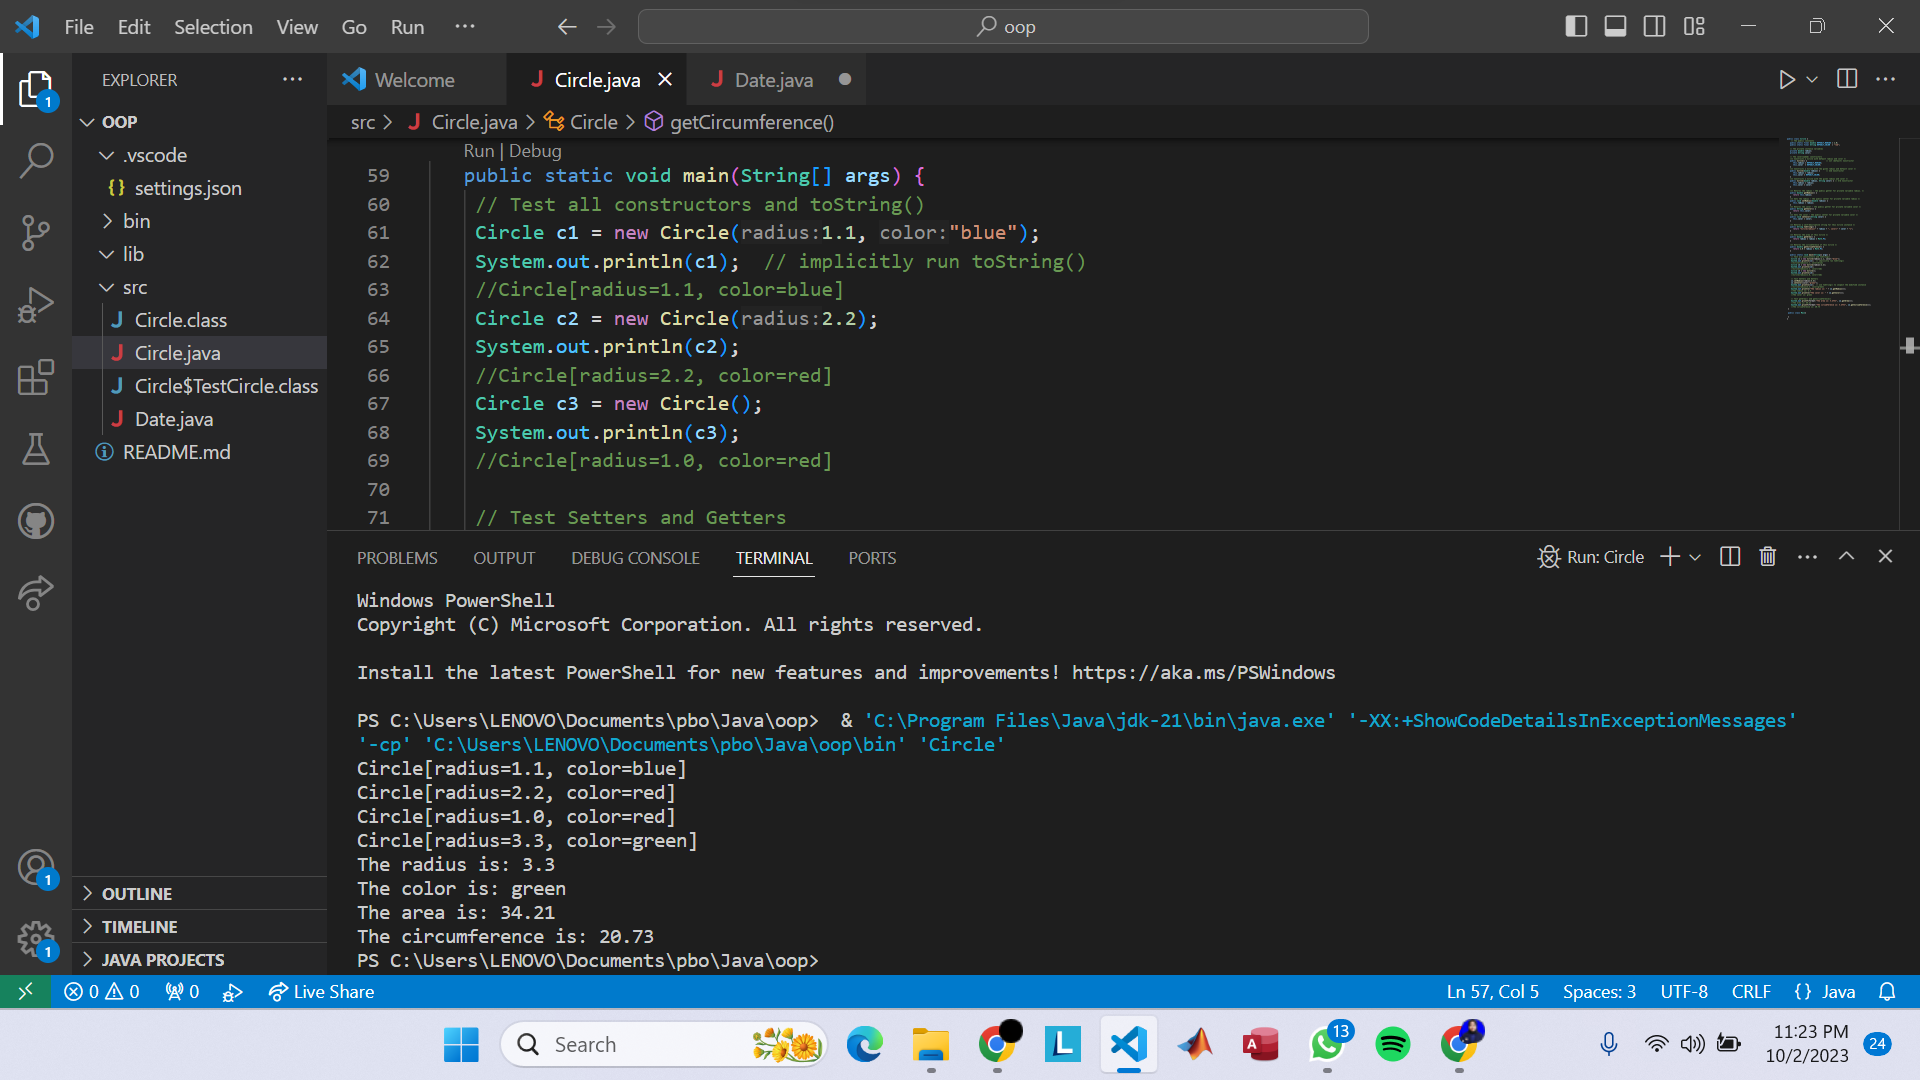 File Edit Selection View Go Run ···
oop
EXPLORER
Welcome
Circle.java
Date.java
OOP
src > Circle.java > Circle > getCircumference()
.vscode
settings.json
bin
lib
src
Circle.class
Circle.java
Circle$TestCircle.class
Date.java
README.md
Run | Debug
59 public static void main(String[] args) {
60 // Test all constructors and toString()
61 Circle c1 = new Circle(radius:1.1, color:"blue");
62 System.out.println(c1);  // implicitly run toString()
63 //Circle[radius=1.1, color=blue]
64 Circle c2 = new Circle(radius:2.2);
65 System.out.println(c2);
66 //Circle[radius=2.2, color=red]
67 Circle c3 = new Circle();
68 System.out.println(c3);
69 //Circle[radius=1.0, color=red]
70
71 // Test Setters and Getters
PROBLEMS OUTPUT DEBUG CONSOLE TERMINAL PORTS
Run: Circle
Windows PowerShell
Copyright (C) Microsoft Corporation. All rights reserved.
Install the latest PowerShell for new features and improvements! https://aka.ms/PSWindows
PS C:\Users\LENOVO\Documents\pbo\Java\oop>  & 'C:\Program Files\Java\jdk-21\bin\java.exe' '-XX:+ShowCodeDetailsInExceptionMessages'
'-cp' 'C:\Users\LENOVO\Documents\pbo\Java\oop\bin' 'Circle'
Circle[radius=1.1, color=blue]
Circle[radius=2.2, color=red]
Circle[radius=1.0, color=red]
Circle[radius=3.3, color=green]
The radius is: 3.3
The color is: green
The area is: 34.21
The circumference is: 20.73
PS C:\Users\LENOVO\Documents\pbo\Java\oop>
1
1
1
OUTLINE
TIMELINE
JAVA PROJECTS
0 0 0 Live Share
Ln 57, Col 5 Spaces: 3 UTF-8 CRLF {} Java
Search
13
11:23 PM
10/2/2023
24